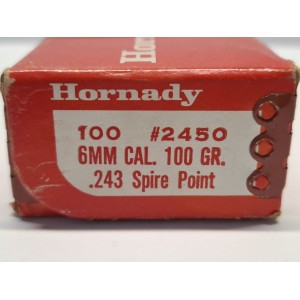 Hornady
100 #2450
6MM CAL. 100 GR.
.243 Spire Point